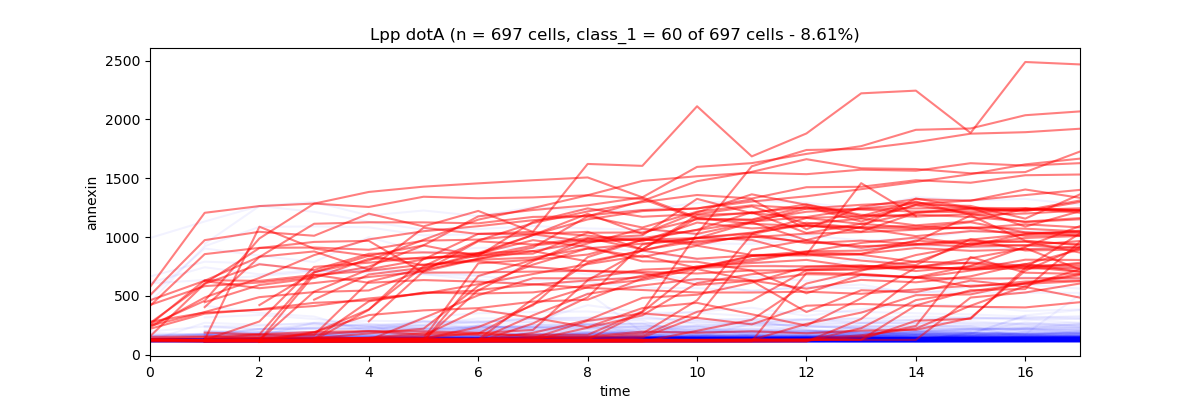 Lpp dotA (n = 697 cells, class_1 = 60 of 697 cells - 8.61%)
2500
2000
1500
1000
500
0
annexin
0 2 4 6 8 10 12 14 16
time